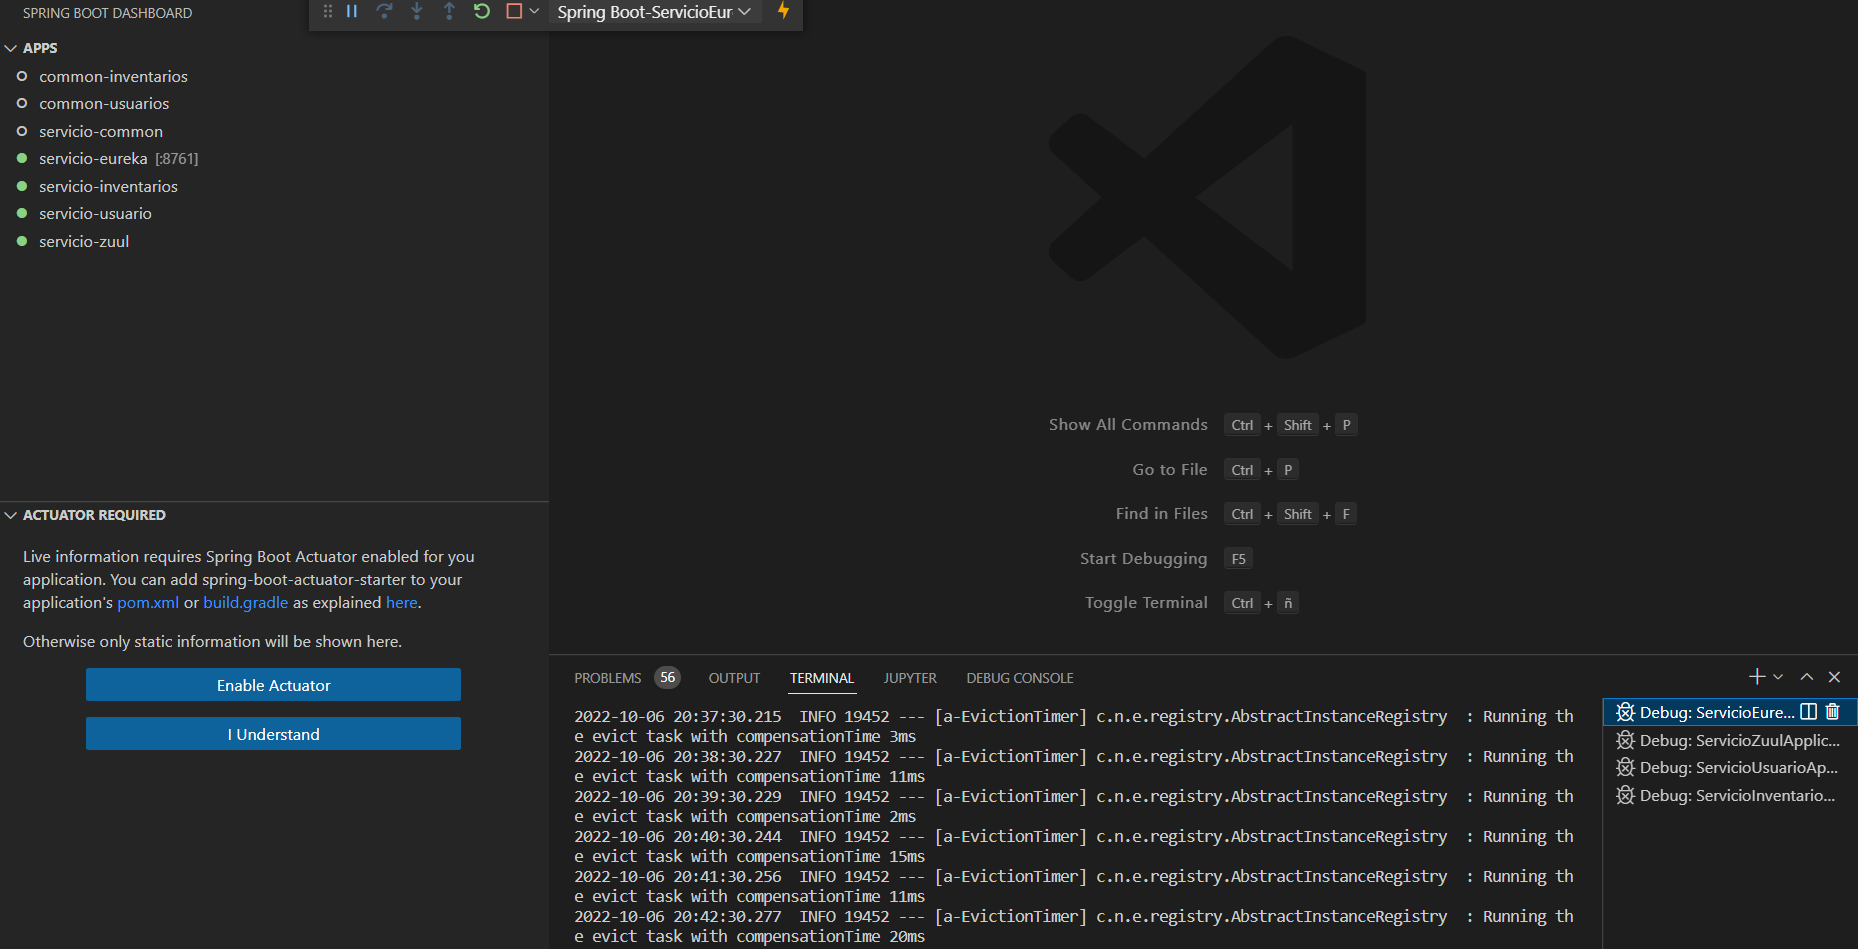 SPRING BOOT DASHBOARD
Spring Boot-ServicioEur
APPS
common-inventarios
common-usuarios
servicio-common
servicio-eureka [:8761]
servicio-inventarios
servicio-usuario
servicio-zuul
ACTUATOR REQUIRED
Live information requires Spring Boot Actuator enabled for you
application. You can add spring-boot-actuator-starter to your
application's pom.xml or build.gradle as explained here.
Otherwise only static information will be shown here.
Enable Actuator
I Understand
Show All Commands Ctrl + Shift + P
Go to File Ctrl + P
Find in Files Ctrl + Shift + F
Start Debugging F5
Toggle Terminal Ctrl + ñ
PROBLEMS 56 OUTPUT TERMINAL JUPYTER DEBUG CONSOLE
2022-10-06 20:37:30.215  INFO 19452 --- [a-EvictionTimer] c.n.e.registry.AbstractInstanceRegistry  : Running th
e evict task with compensationTime 3ms
2022-10-06 20:38:30.227  INFO 19452 --- [a-EvictionTimer] c.n.e.registry.AbstractInstanceRegistry  : Running th
e evict task with compensationTime 11ms
2022-10-06 20:39:30.229  INFO 19452 --- [a-EvictionTimer] c.n.e.registry.AbstractInstanceRegistry  : Running th
e evict task with compensationTime 2ms
2022-10-06 20:40:30.244  INFO 19452 --- [a-EvictionTimer] c.n.e.registry.AbstractInstanceRegistry  : Running th
e evict task with compensationTime 15ms
2022-10-06 20:41:30.256  INFO 19452 --- [a-EvictionTimer] c.n.e.registry.AbstractInstanceRegistry  : Running th
e evict task with compensationTime 11ms
2022-10-06 20:42:30.277  INFO 19452 --- [a-EvictionTimer] c.n.e.registry.AbstractInstanceRegistry  : Running th
e evict task with compensationTime 20ms
Debug: ServicioEure...
Debug: ServicioZuulApplic...
Debug: ServicioUsuarioAp...
Debug: ServicioInventario...